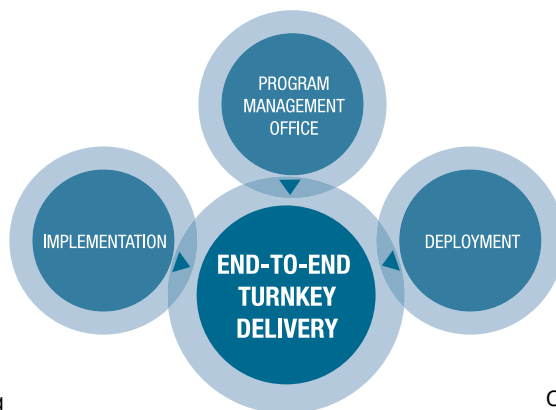 PROGRAM
MANAGEMENT
OFFICE
IMPLEMENTATION
DEPLOYMENT
END-TO-END
TURNKEY
DELIVERY